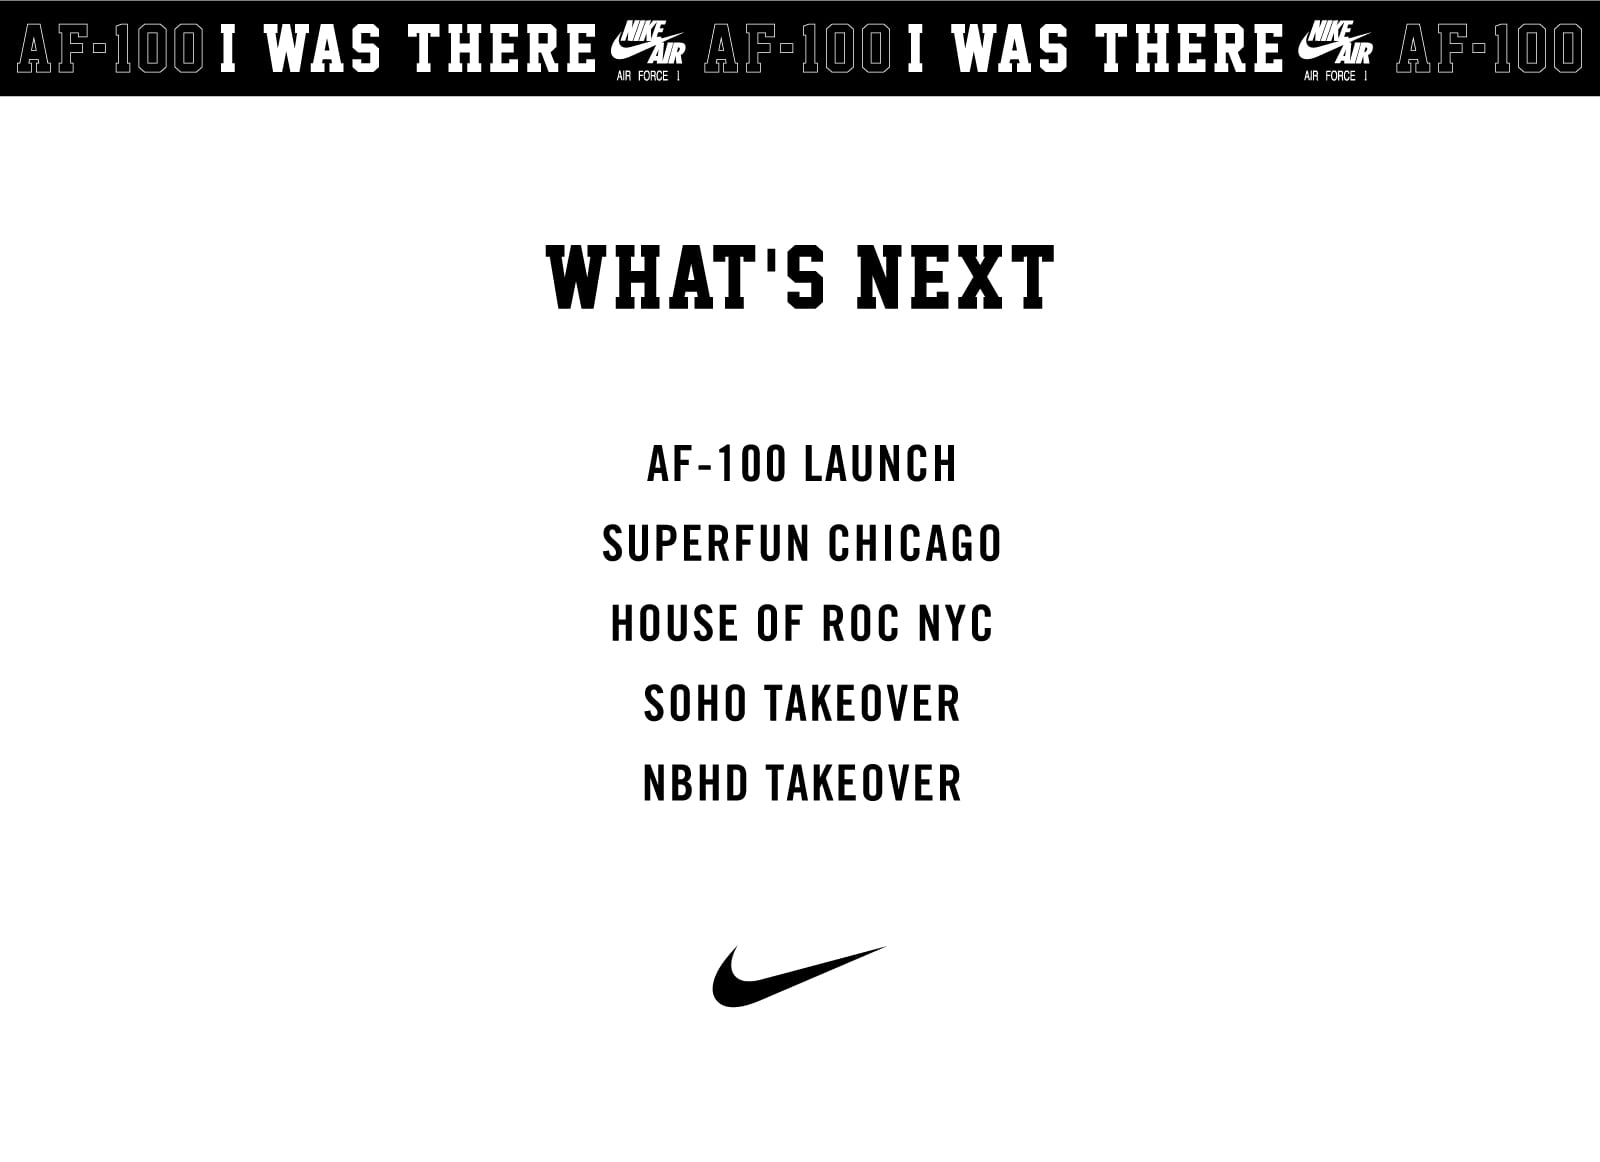 AF-100 I WAS THERE NIKE AIR AIR FORCE 1 AF-100 I WAS THERE NIKE AIR AIR FORCE 1 AF-100
WHAT'S NEXT
AF-100 LAUNCH
SUPERFUN CHICAGO
HOUSE OF ROC NYC
SOHO TAKEOVER
NBHD TAKEOVER